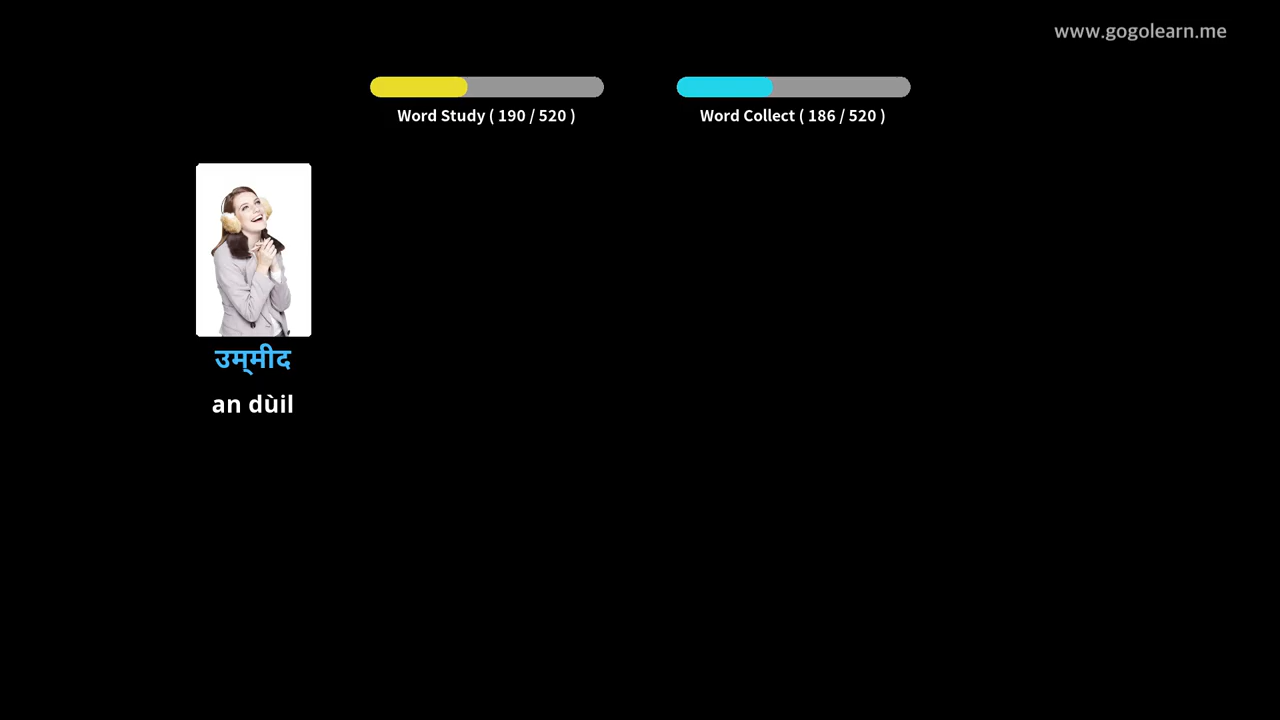 www.gogolearn.me
Word Study ( 190 / 520 )
Word Collect ( 186 / 520 )
उम्‌मीद
an dùil